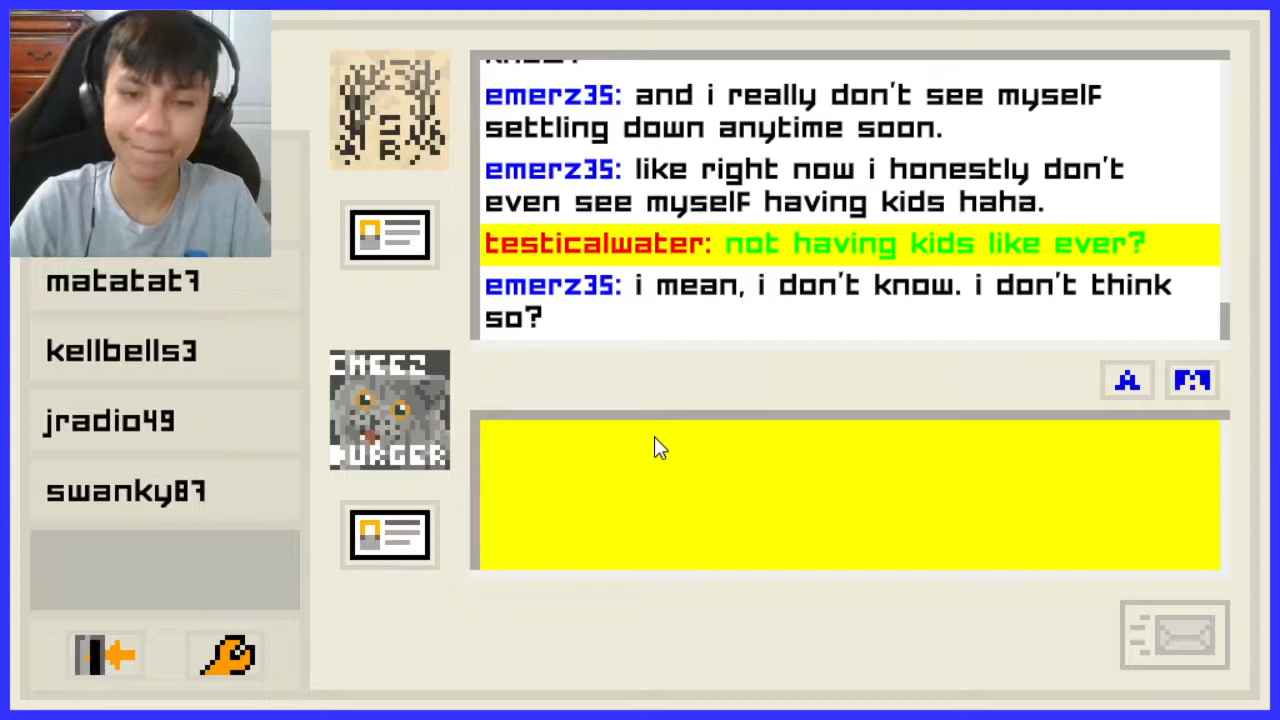 emerz35: and i really don't see myself
settling down anytime soon.
emerz35: like right now i honestly don't
even see myself having kids haha.
testicalwater: not having kids like ever?
emerz35: i mean, i don't know. i don't think
so?
matatat7
kellbells3
jradio49
swanky87
CHEEZ
BURGER
A